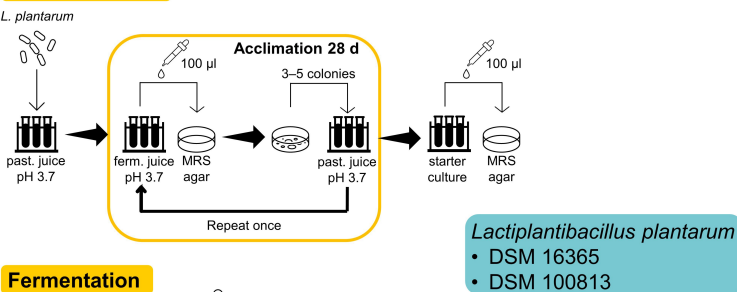 L. plantarum
Acclimation 28 d
100 µl
3–5 colonies
100 µl
past. juice
pH 3.7
ferm. juice
pH 3.7
MRS
agar
past. juice
pH 3.7
starter
culture
MRS
agar
Repeat once
Lactiplantibacillus plantarum
• DSM 16365
• DSM 100813
Fermentation